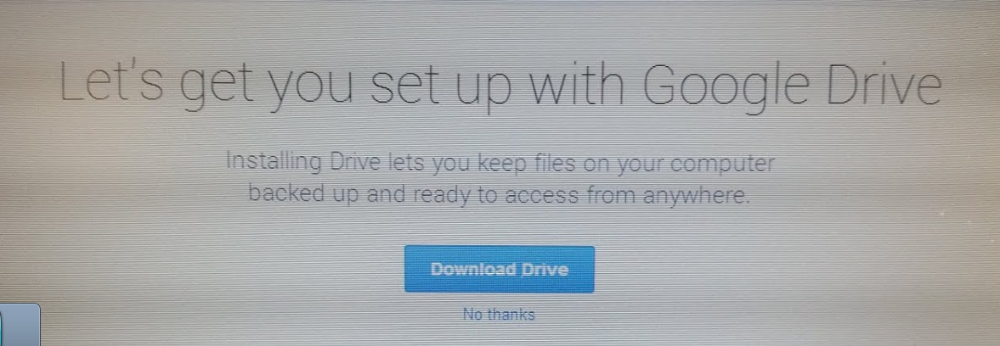 Let's get you set up with Google Drive
Installing Drive lets you keep files on your computer
backed up and ready to access from anywhere.
Download Drive
No thanks